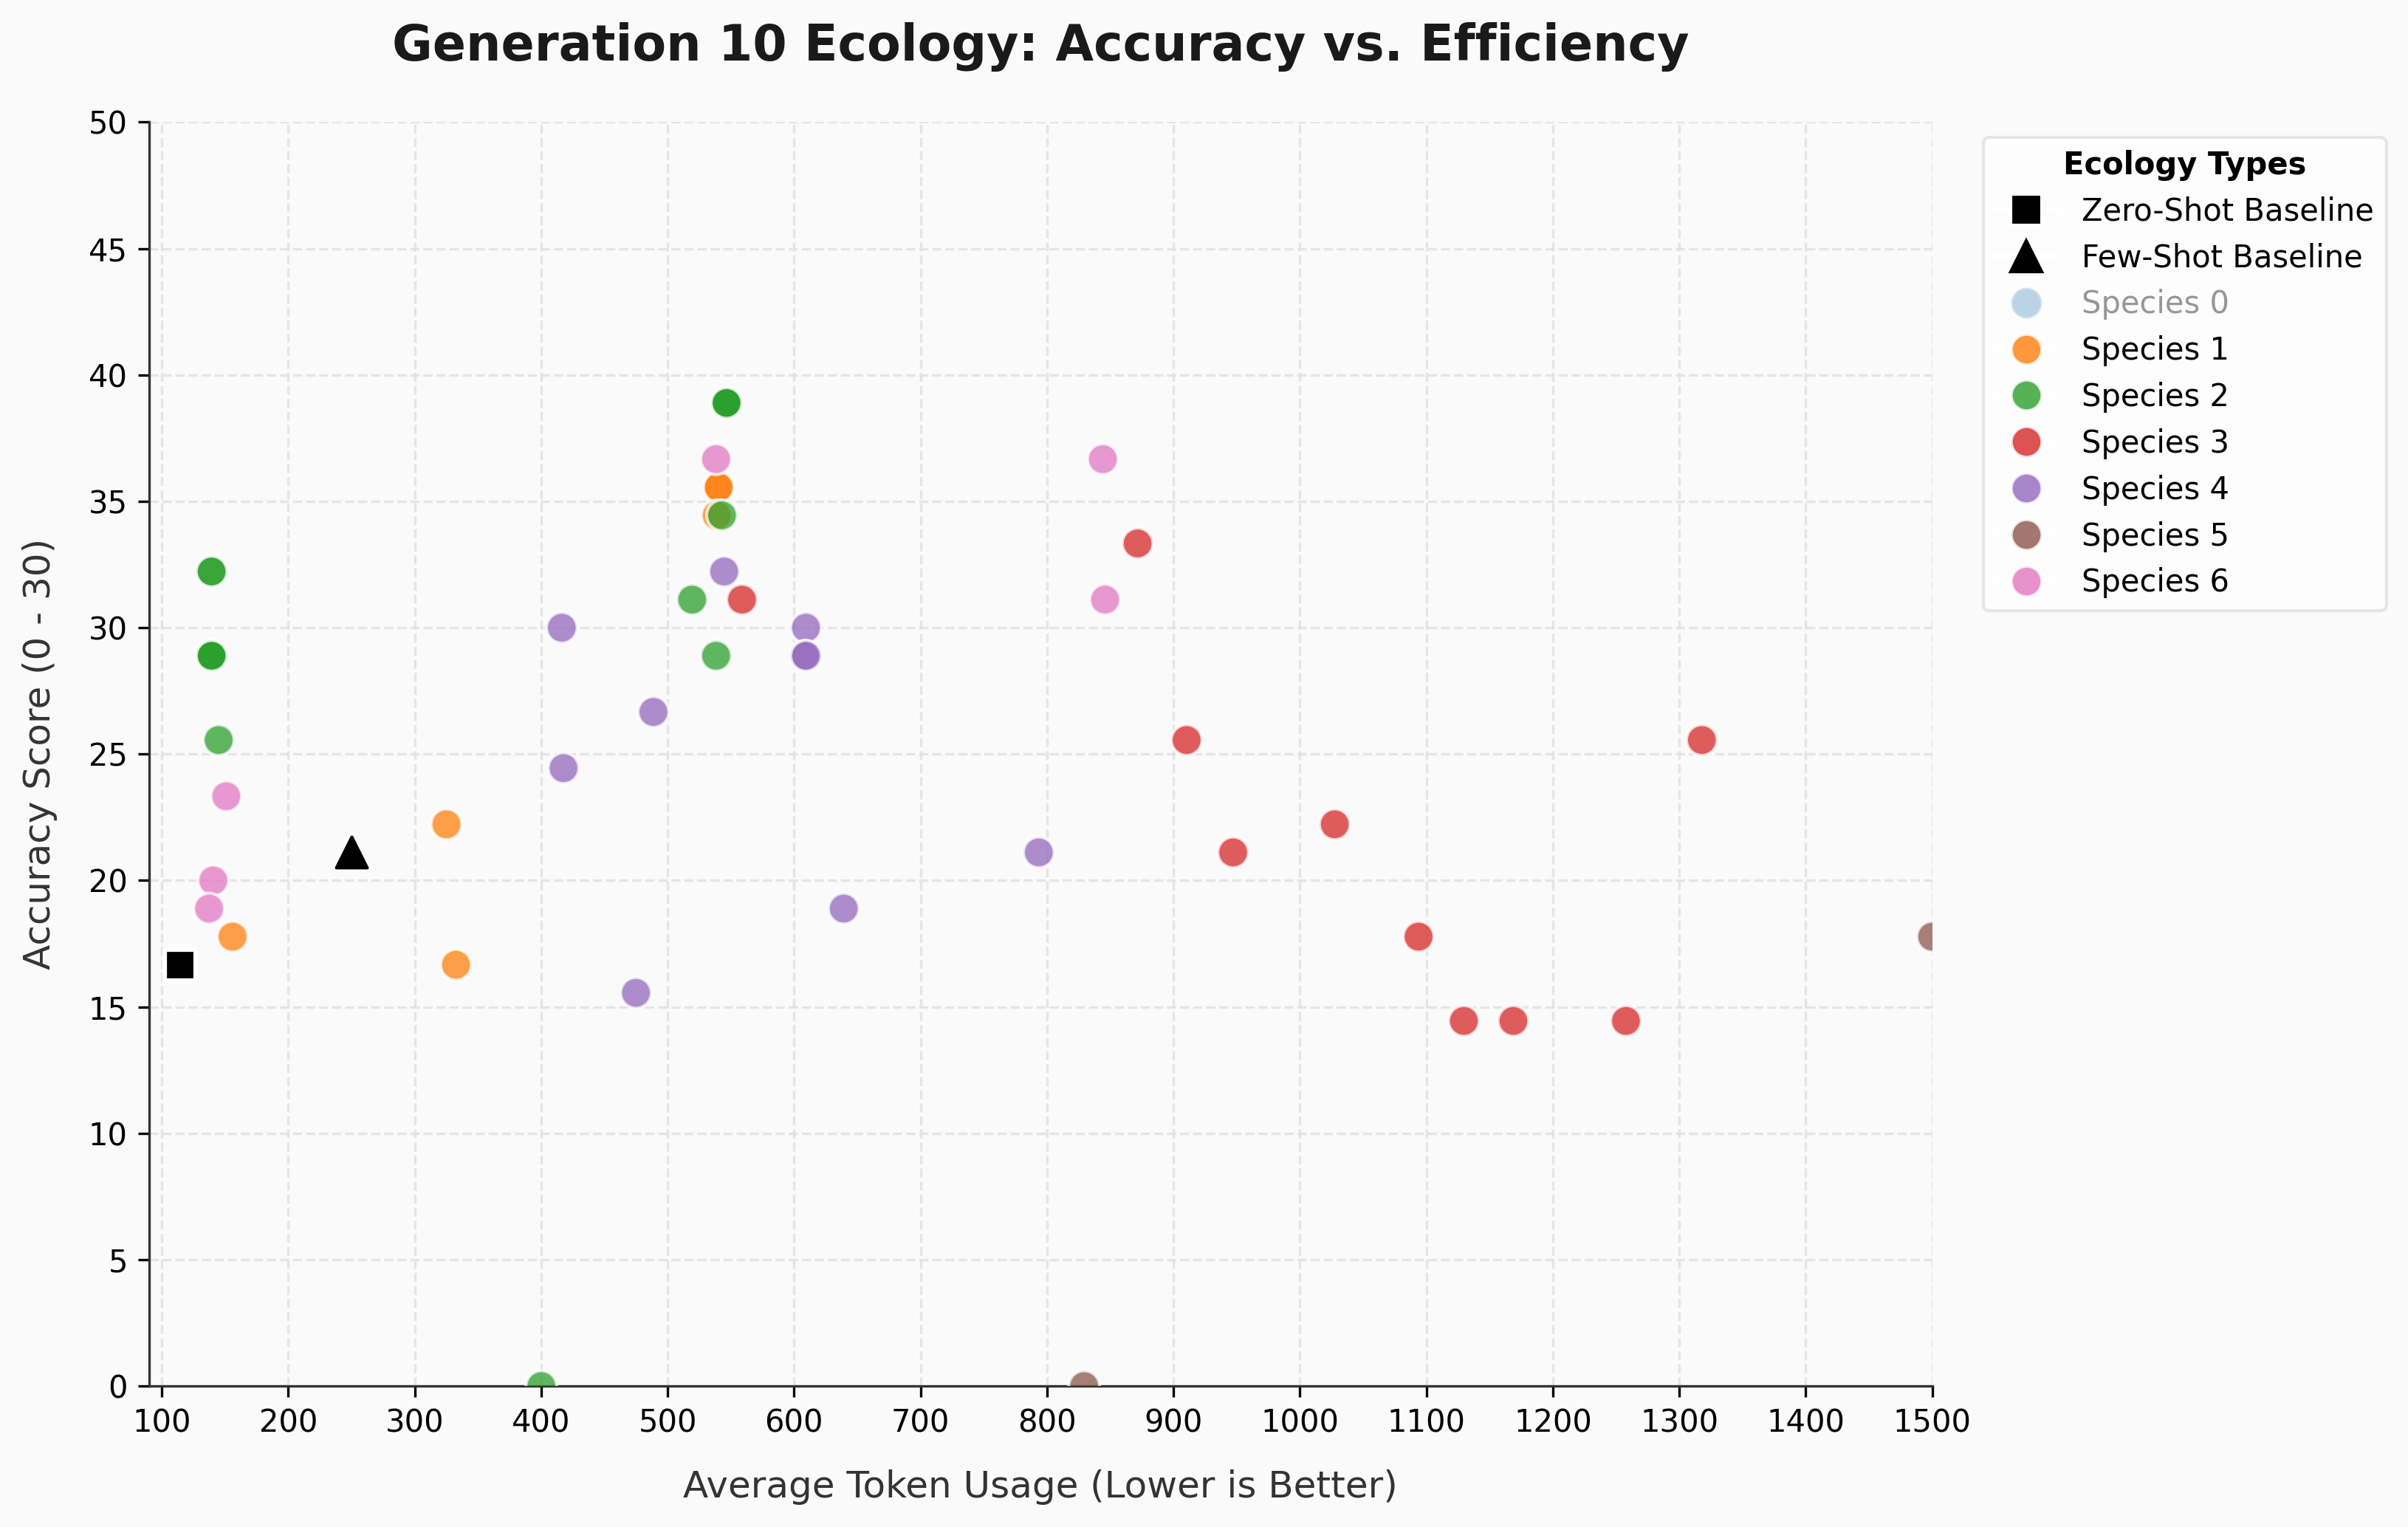 Generation 10 Ecology: Accuracy vs. Efficiency
50
45
40
35
30
25
20
15
10
5
0
Accuracy Score (0 - 30)
100 200 300 400 500 600 700 800 900 1000 1100 1200 1300 1400 1500
Average Token Usage (Lower is Better)
Ecology Types
Zero-Shot Baseline
Few-Shot Baseline
Species 0
Species 1
Species 2
Species 3
Species 4
Species 5
Species 6